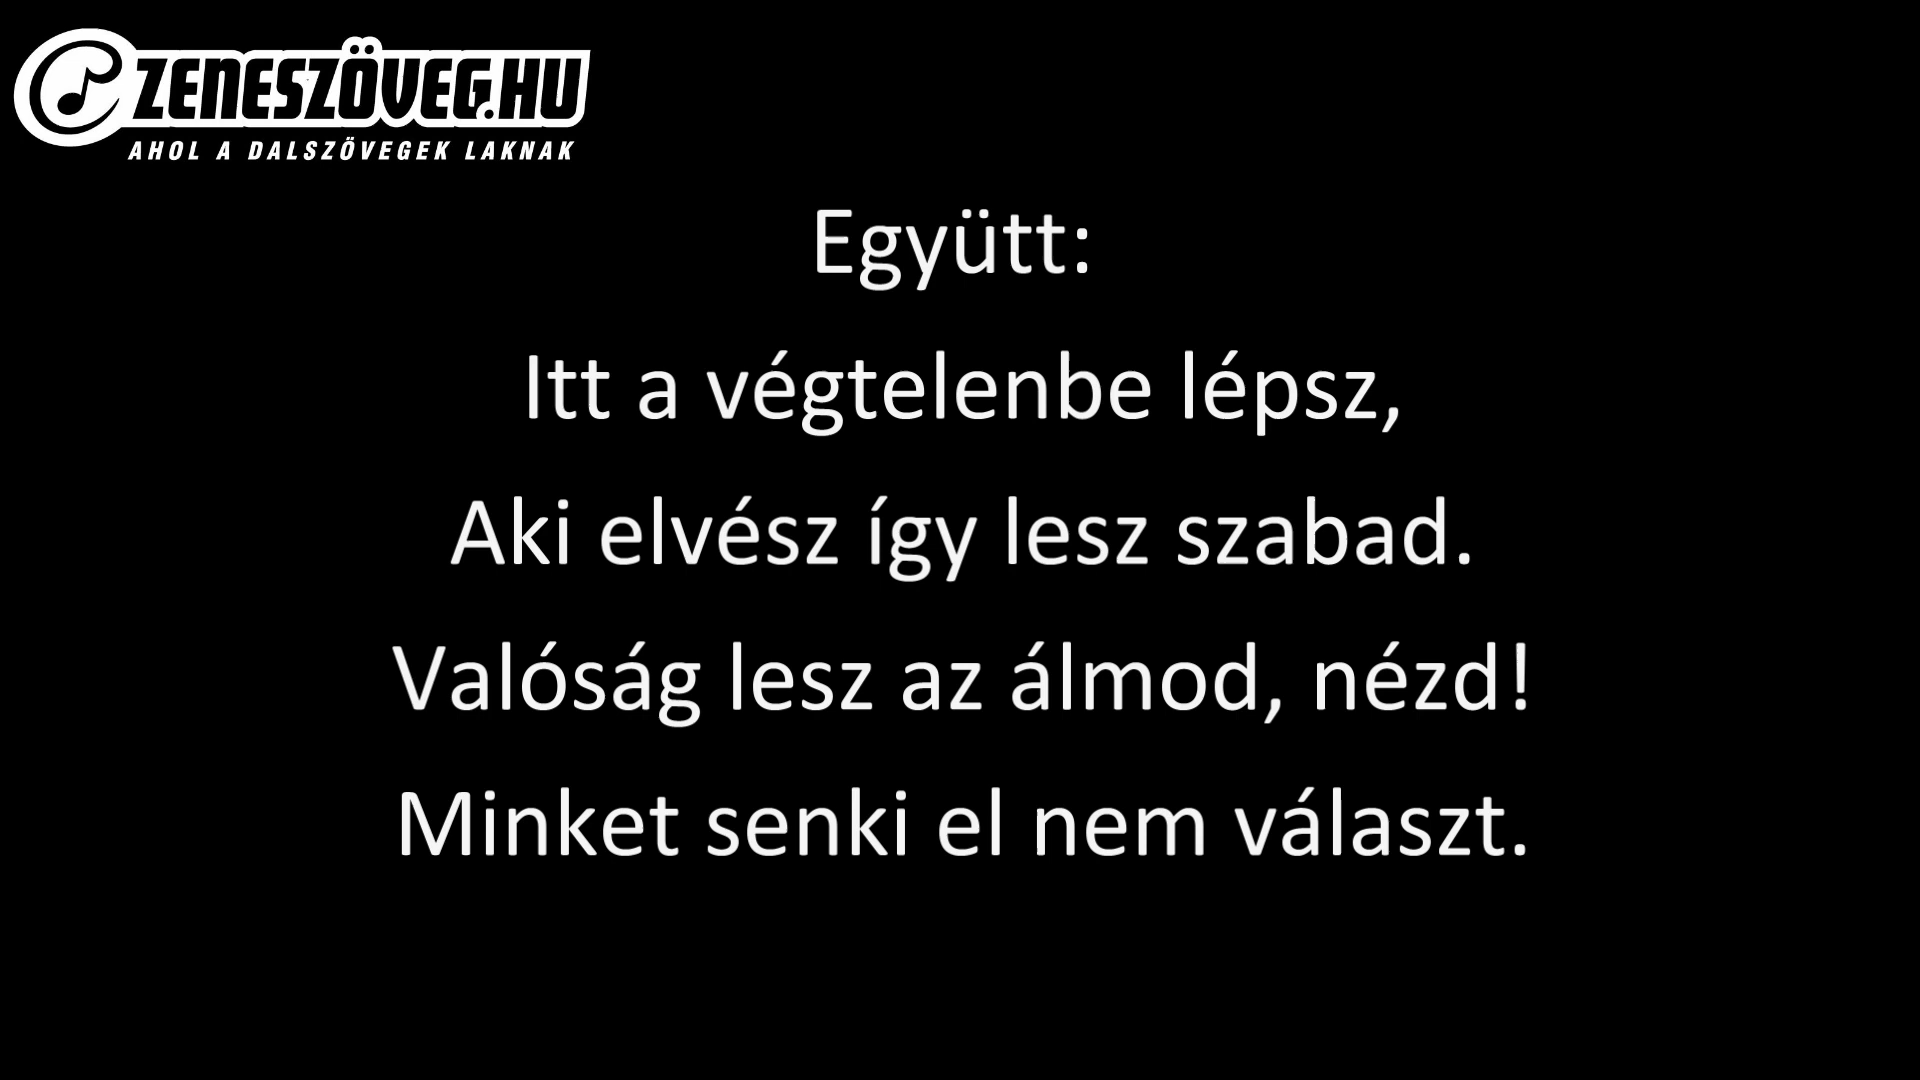 ZENESZÖVEG.HU
AHOL A DALSZÖVEGEK LAKNAK
Együtt:
Itt a végtelenbe lépsz,
Aki elvész így lesz szabad.
Valóság lesz az álmod, nézd!
Minket senki el nem választ.